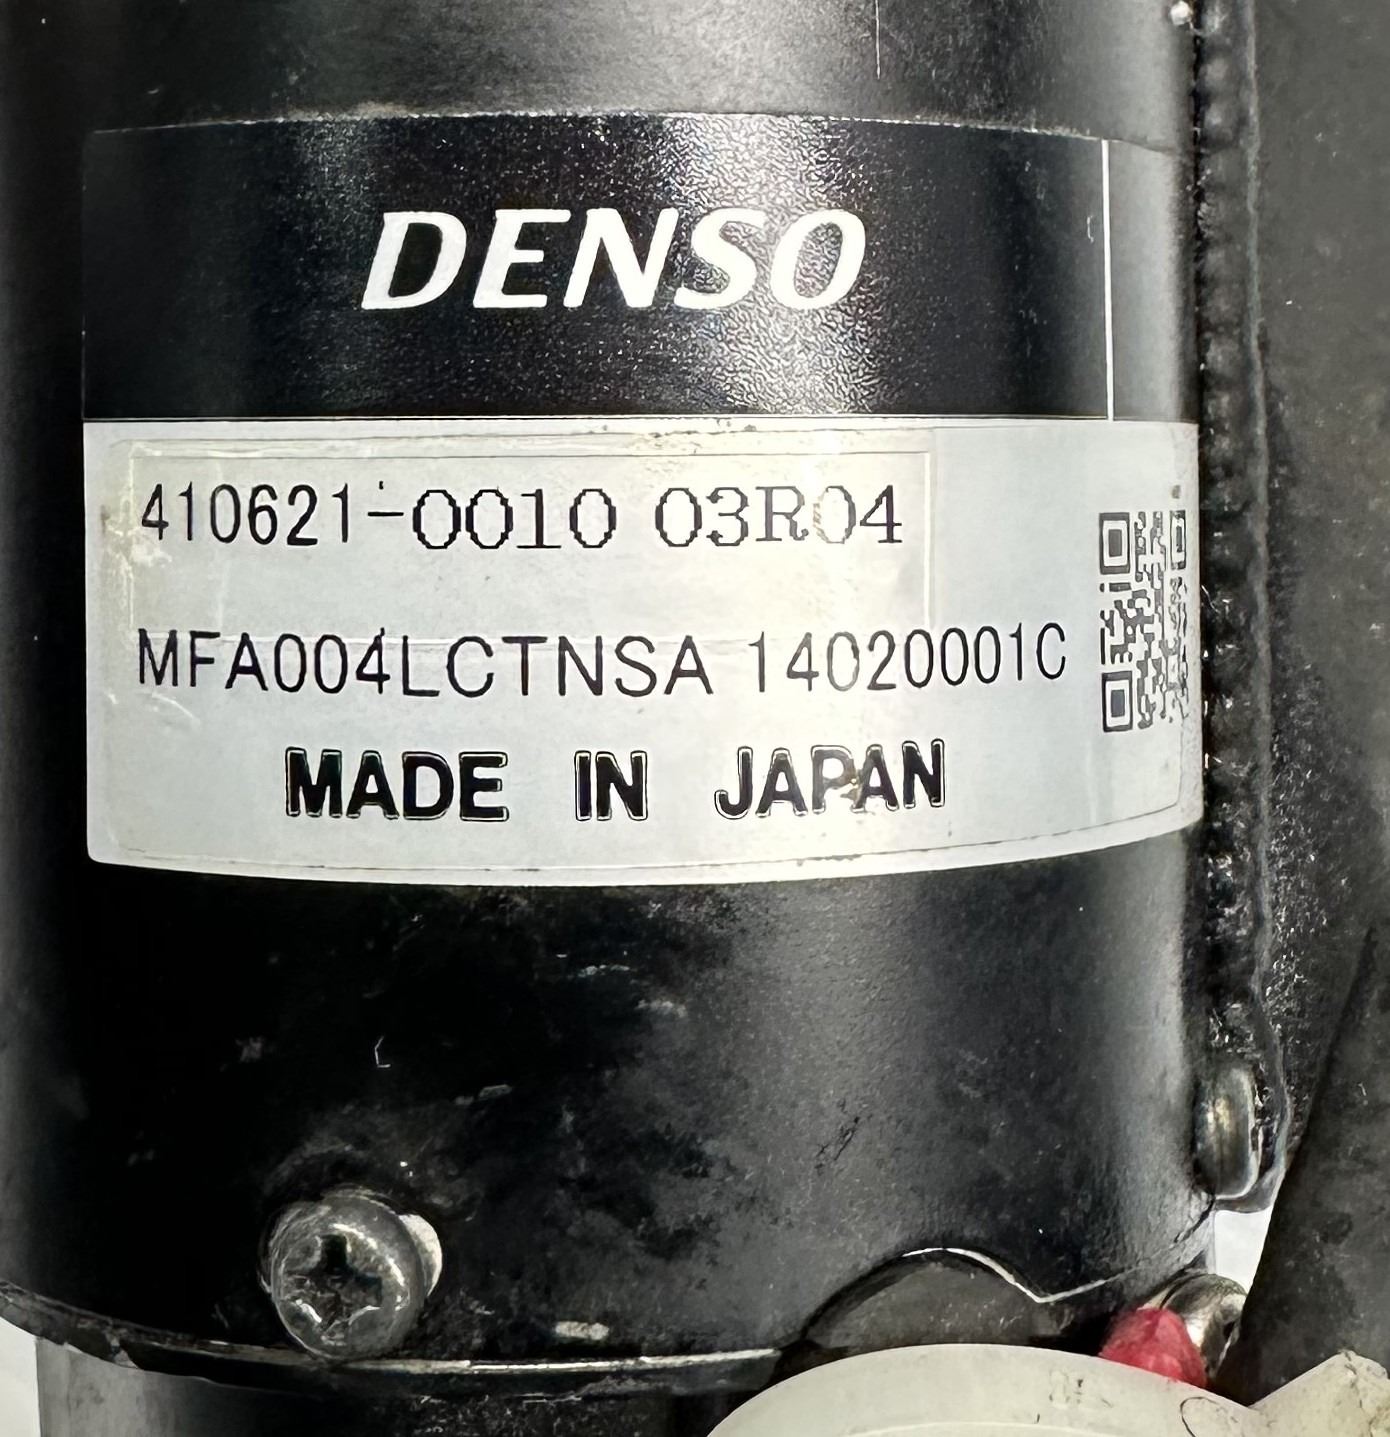 DENSO
410621-0010 03R04
MFA004LCTNSA 14020001C
MADE IN JAPAN